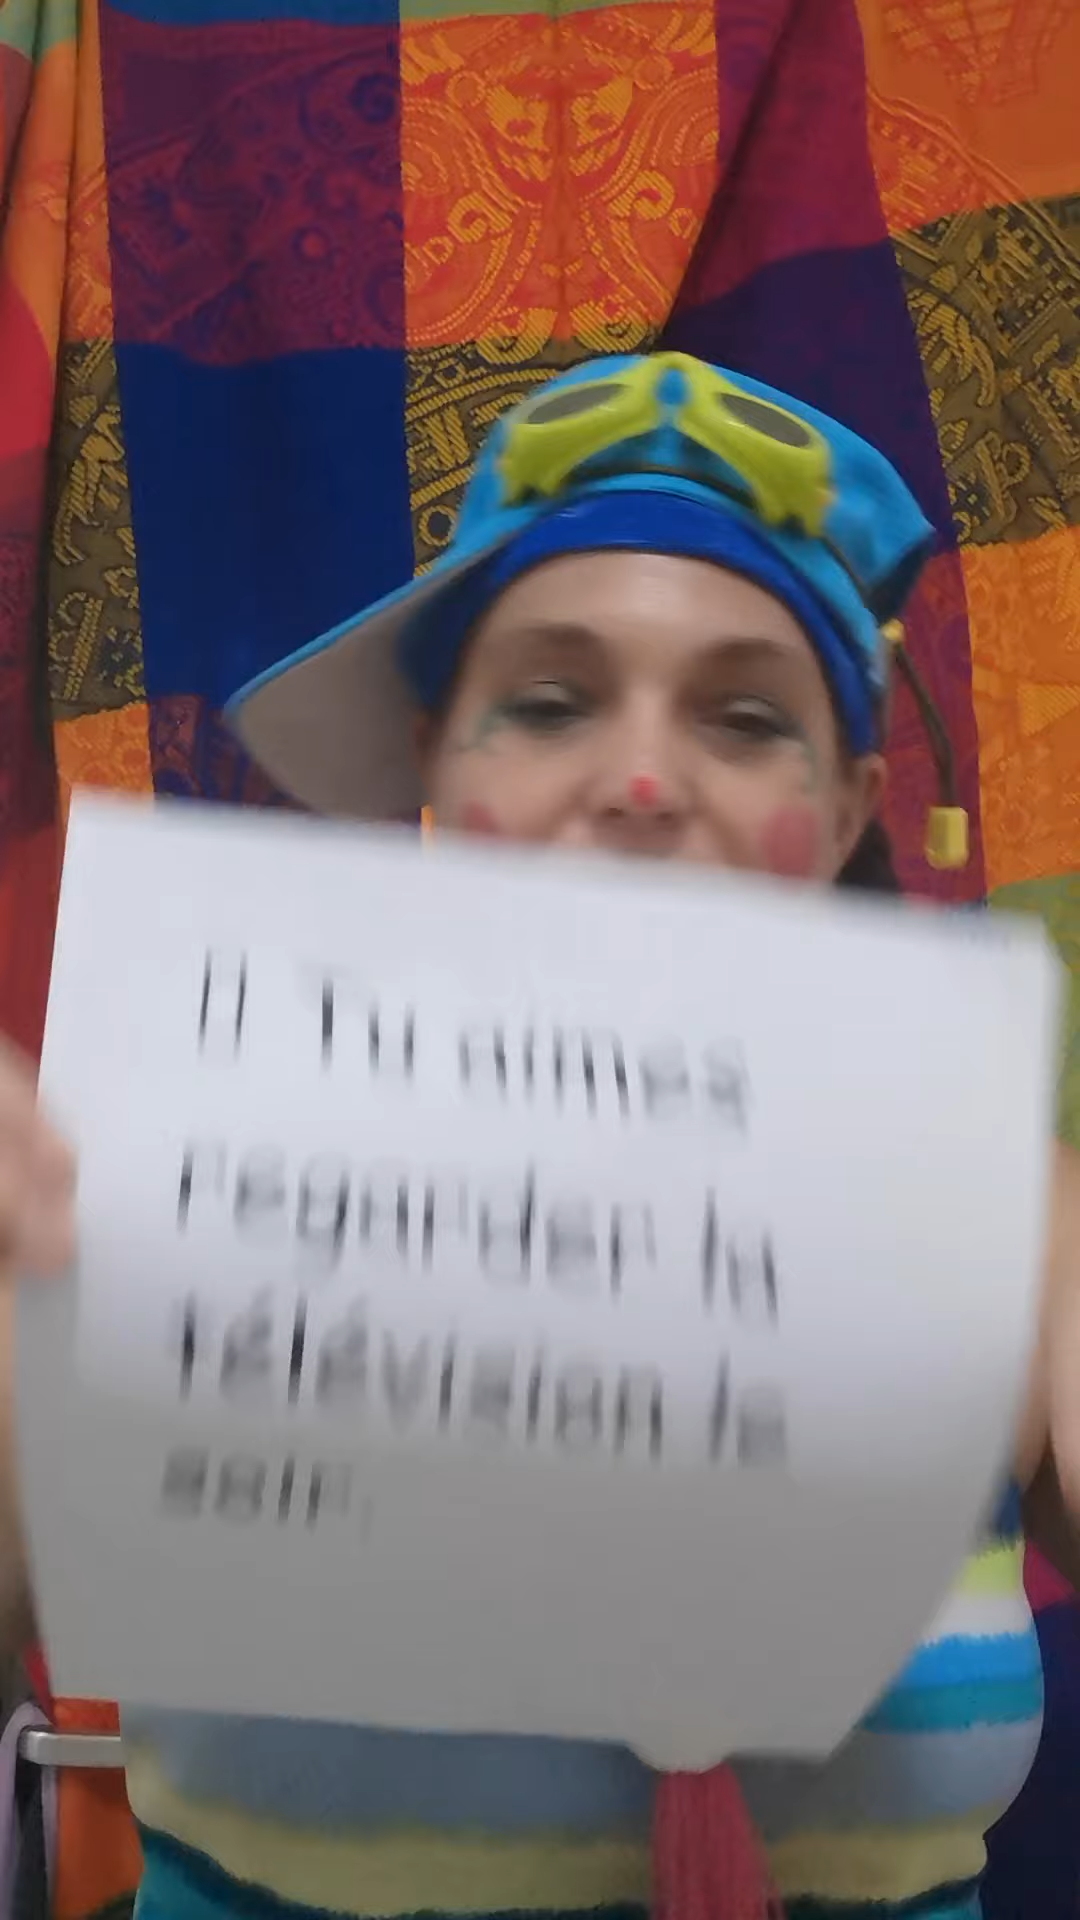 Tu aimes
regarder la
télévision le
soir.